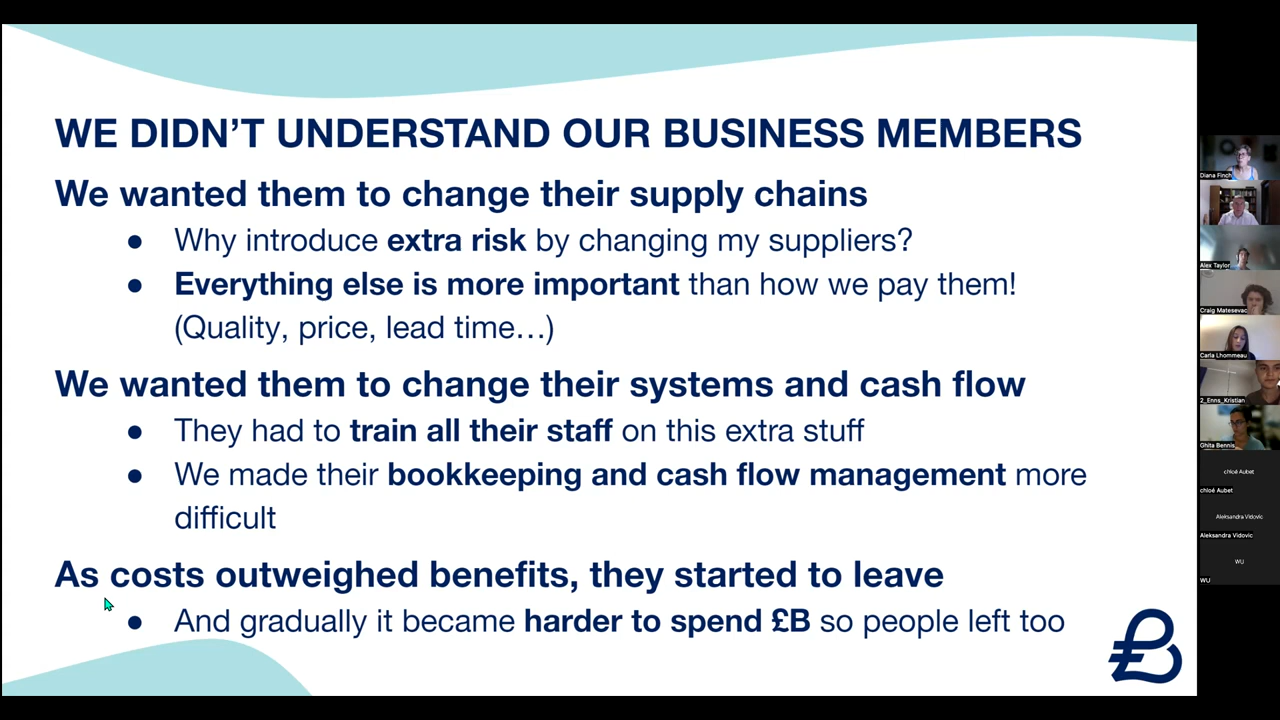 WE DIDN’T UNDERSTAND OUR BUSINESS MEMBERS
We wanted them to change their supply chains
● Why introduce extra risk by changing my suppliers?
● Everything else is more important than how we pay them!
(Quality, price, lead time…)
We wanted them to change their systems and cash flow
● They had to train all their staff on this extra stuff
● We made their bookkeeping and cash flow management more
difficult
As costs outweighed benefits, they started to leave
● And gradually it became harder to spend £B so people left too
Diana Finch
Alex Taylor
Craig Matesevac
Carla Lhommeau
2_Enns_Kristian
Ghita Bennis
chloé Aubet
chloé Aubet
Aleksandra Vidovic
Aleksandra Vidovic
WU
WU